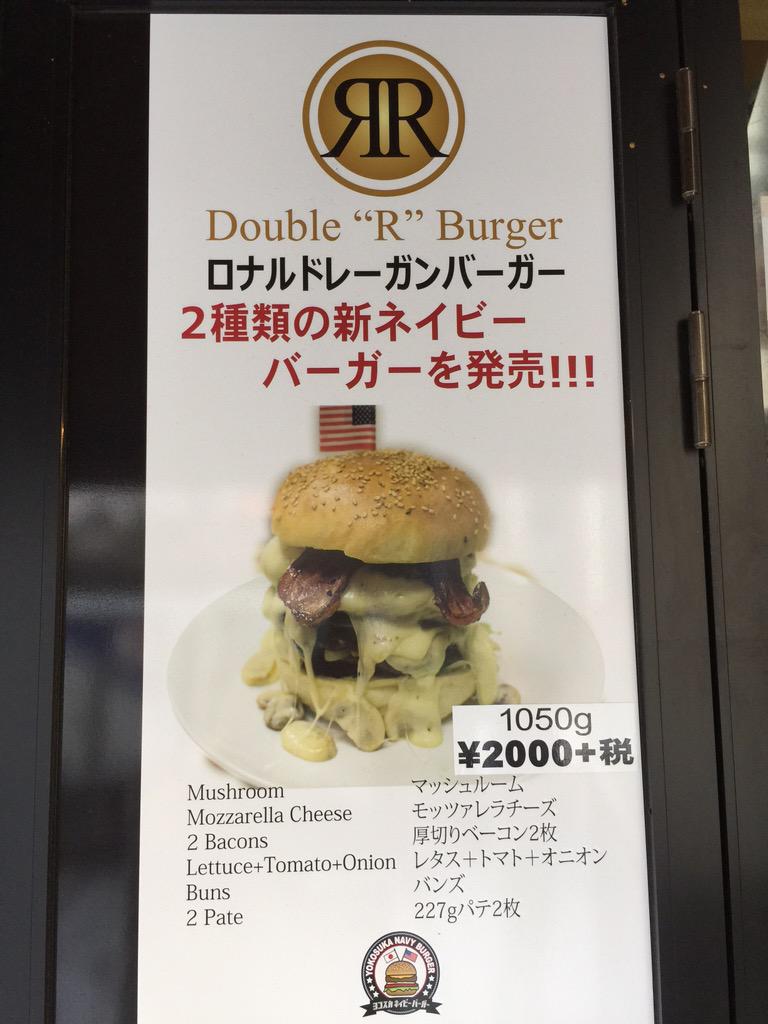 RR
Double “R” Burger
ロナルドレーガンバーガー
2種類の新ネイビー
バーガーを発売!!!
1050g
¥2000+税
Mushroom
Mozzarella Cheese
2 Bacons
Lettuce+Tomato+Onion
Buns
2 Pate
マッシュルーム
モッツァレラチーズ
厚切りベーコン2枚
レタス＋トマト＋オニオン
バンズ
227gパテ2枚
YOKOSUKA NAVY BURGER
ヨコスカネイビーバーガー